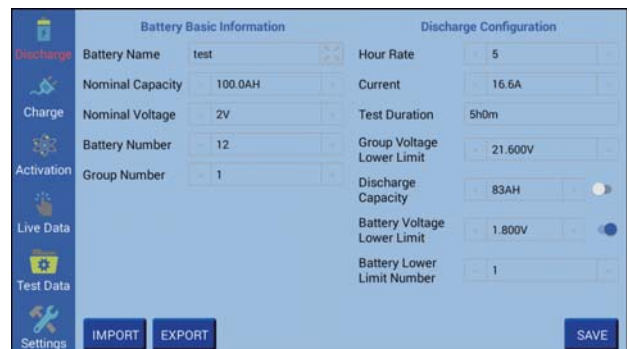 Discharge
Charge
Activation
Live Data
Test Data
Settings
Battery Basic Information
Battery Name test
Nominal Capacity - 100.0AH
Nominal Voltage - 2V
Battery Number - 12
Group Number - 1
IMPORT EXPORT
Discharge Configuration
Hour Rate - 5
Current - 16.6A
Test Duration 5h0m
Group Voltage
Lower Limit - 21.600V
Discharge
Capacity - 83AH
Battery Voltage
Lower Limit - 1.800V
Battery Lower
Limit Number - 1
SAVE